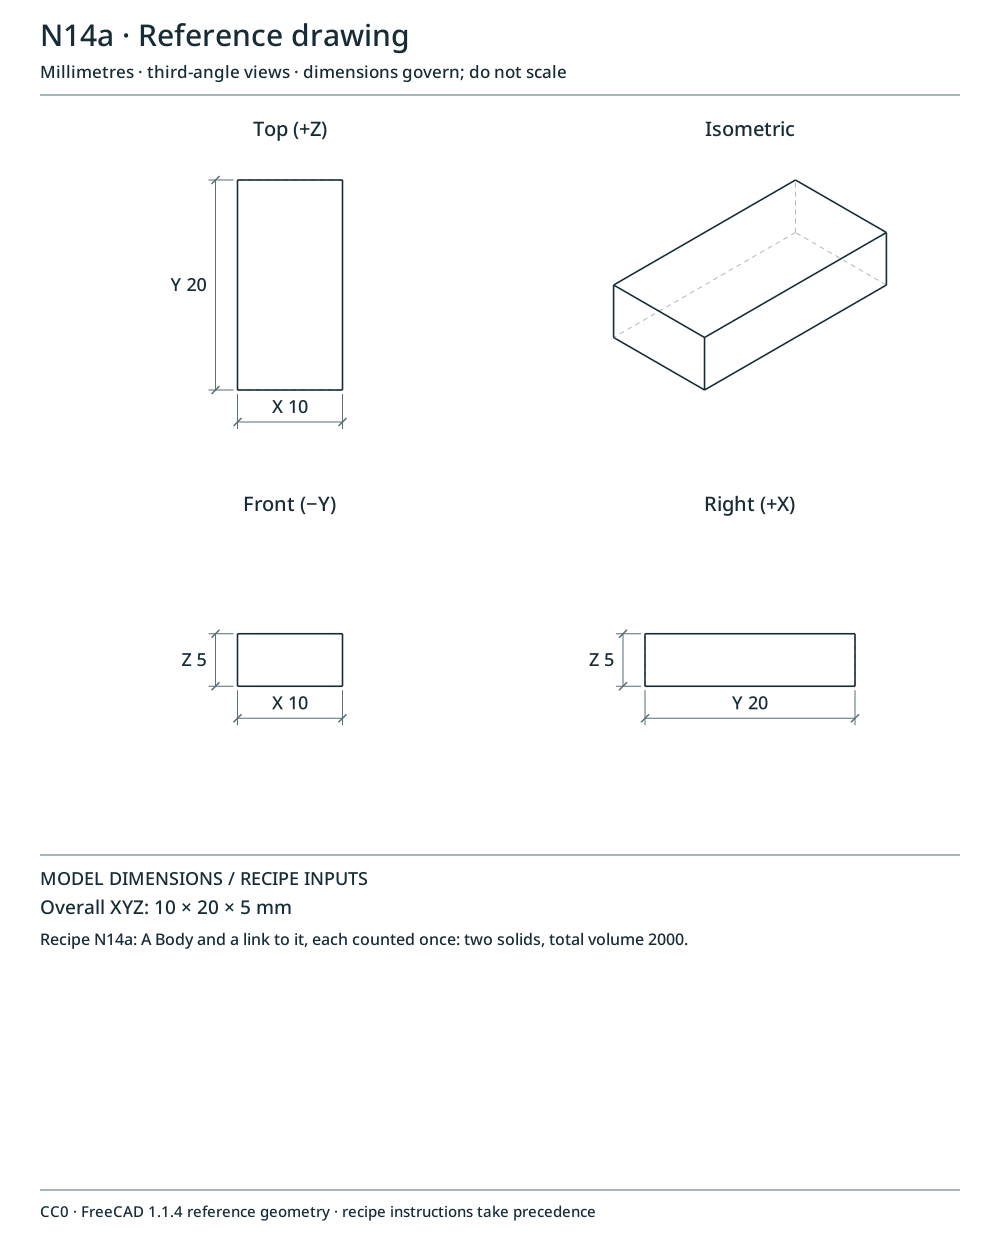 N14a · Reference drawing
Millimetres · third-angle views · dimensions govern; do not scale
Top (+Z)
Isometric
Y 20
X 10
Front (−Y)
Right (+X)
Z 5
X 10
Z 5
Y 20
MODEL DIMENSIONS / RECIPE INPUTS
Overall XYZ: 10 × 20 × 5 mm
Recipe N14a: A Body and a link to it, each counted once: two solids, total volume 2000.
CC0 · FreeCAD 1.1.4 reference geometry · recipe instructions take precedence